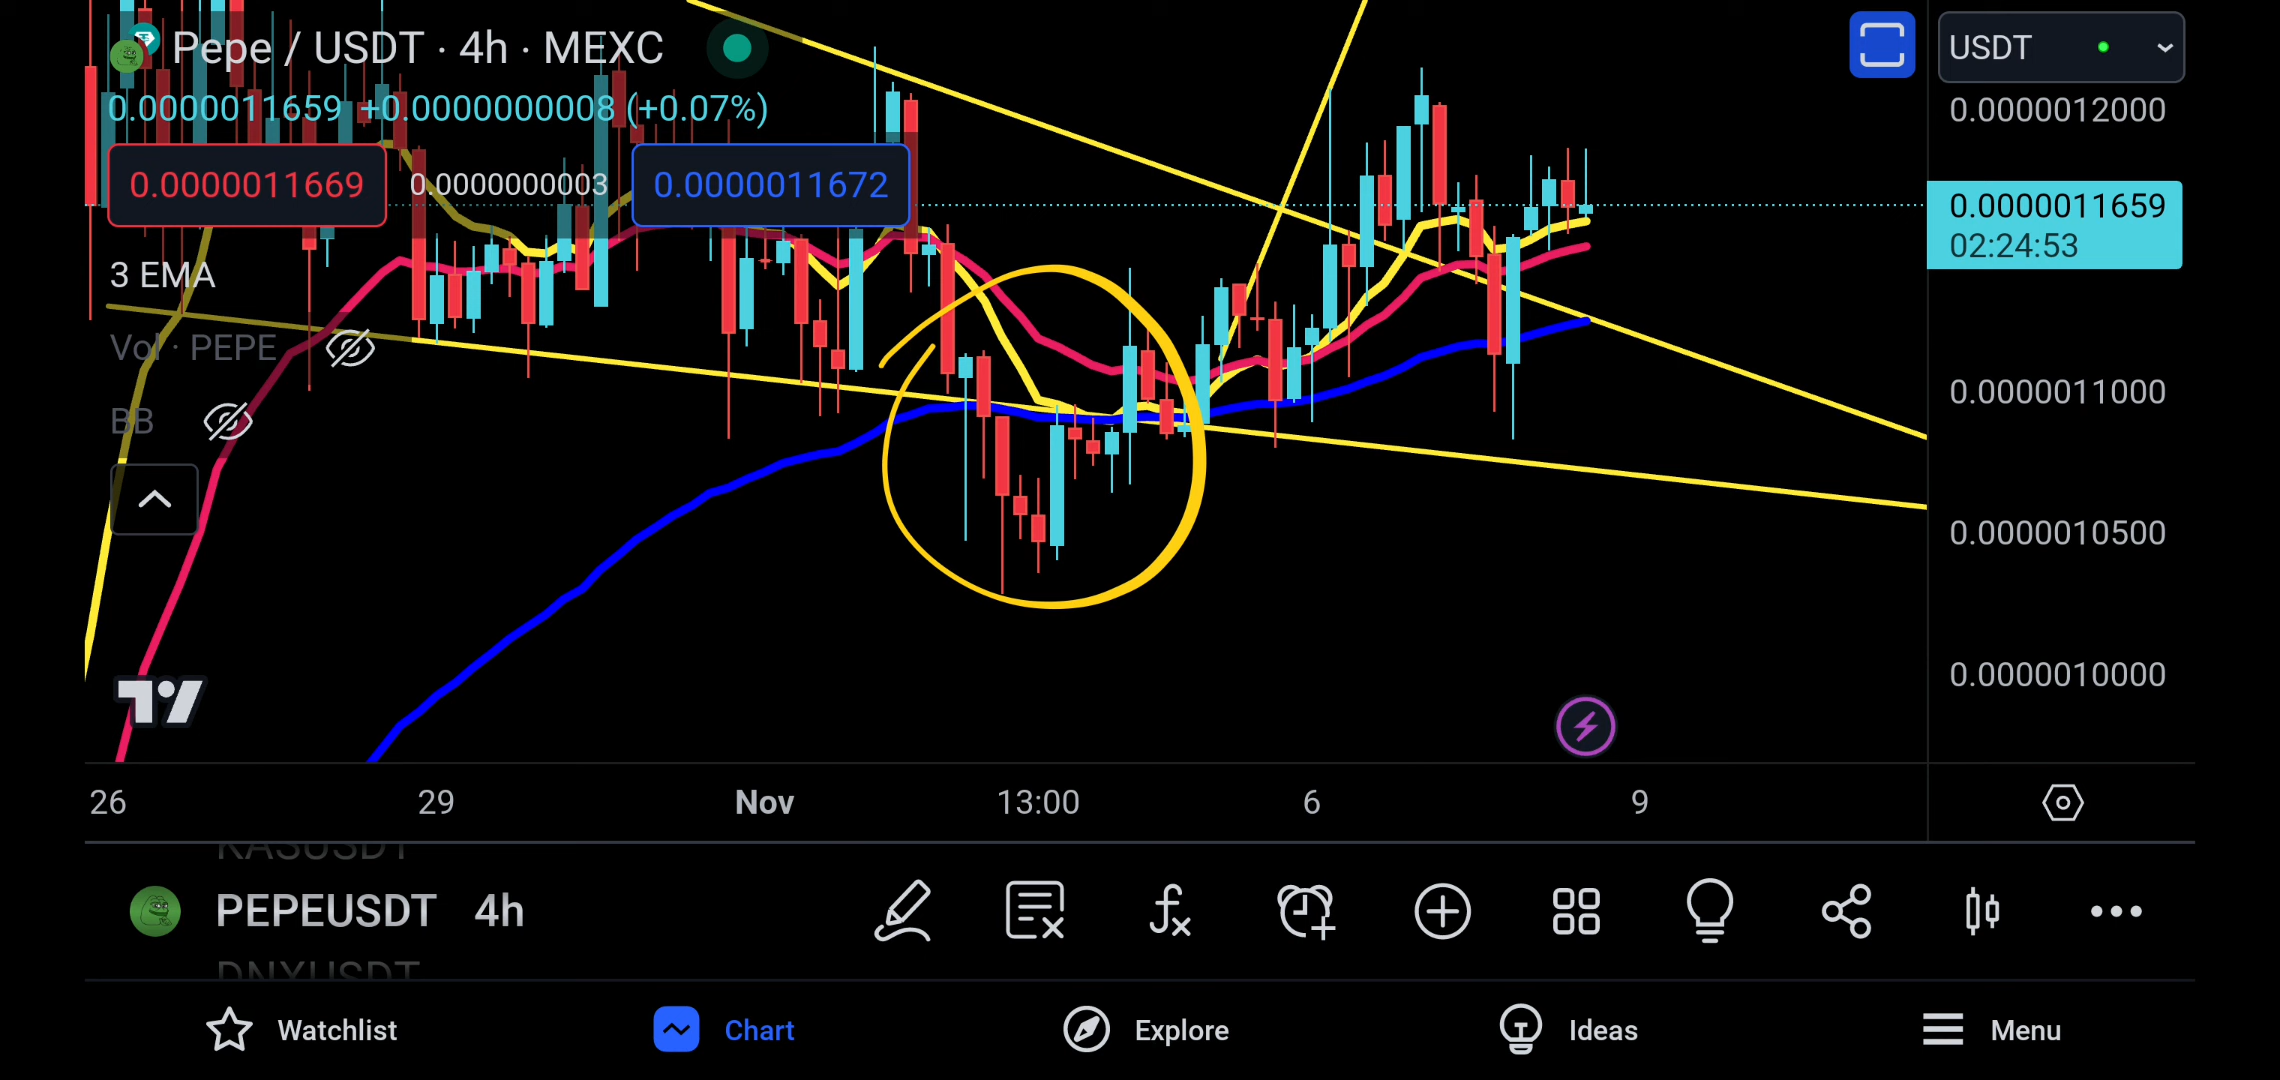 Pepe / USDT · 4h · MEXC
0.0000011659 +0.0000000008 (+0.07%)
0.0000011669 0.0000000003 0.0000011672
3 EMA
Vol · PEPE
BB
USDT
0.0000012000
0.0000011659
02:24:53
0.0000011000
0.0000010500
0.0000010000
26 29 Nov 13:00 6 9
KASUSDT
PEPEUSDT 4h
DNXUSDT
Watchlist Chart Explore Ideas Menu